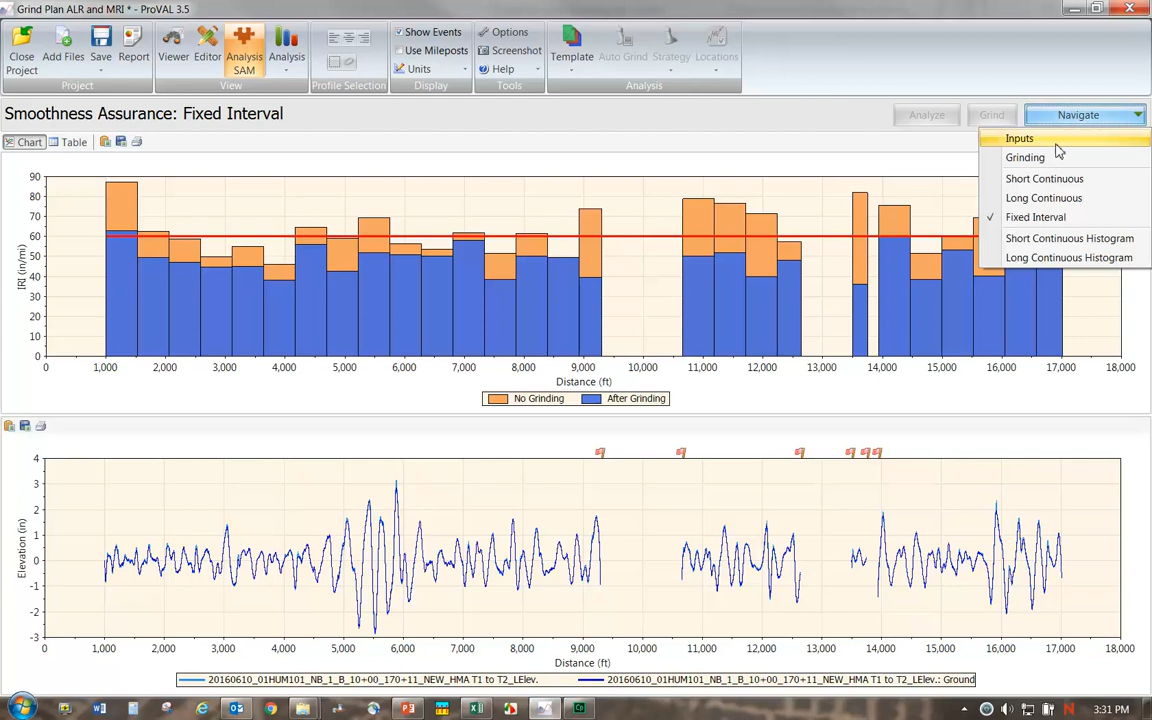 Grind Plan ALR and MRI * - ProVAL 3.5
Close Project
Add Files
Save
Report
Project
Viewer
Editor
Analysis SAM
Analysis
View
Profile Selection
Show Events
Use Mileposts
Units
Display
Options
Screenshot
Help
Tools
Template
Auto Grind
Strategy
Locations
Analysis
Smoothness Assurance: Fixed Interval
Analyze
Grind
Navigate
Chart
Table
Inputs
Grinding
Short Continuous
Long Continuous
✓ Fixed Interval
Short Continuous Histogram
Long Continuous Histogram
IRI (in/mi)
90
80
70
60
50
40
30
20
10
0
0 1,000 2,000 3,000 4,000 5,000 6,000 7,000 8,000 9,000 10,000 11,000 12,000 13,000 14,000 15,000 16,000 17,000 18,000
Distance (ft)
No Grinding After Grinding
Elevation (in)
4
3
2
1
0
-1
-2
-3
0 1,000 2,000 3,000 4,000 5,000 6,000 7,000 8,000 9,000 10,000 11,000 12,000 13,000 14,000 15,000 16,000 17,000 18,000
Distance (ft)
20160610_01HUM101_NB_1_B_10+00_170+11_NEW_HMA T1 to T2_LElev. 20160610_01HUM101_NB_1_B_10+00_170+11_NEW_HMA T1 to T2_LElev.: Ground
3:31 PM